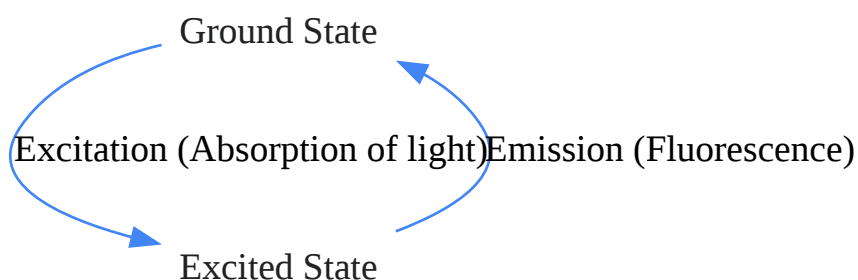 Ground State
Excitation (Absorption of light)
Emission (Fluorescence)
Excited State